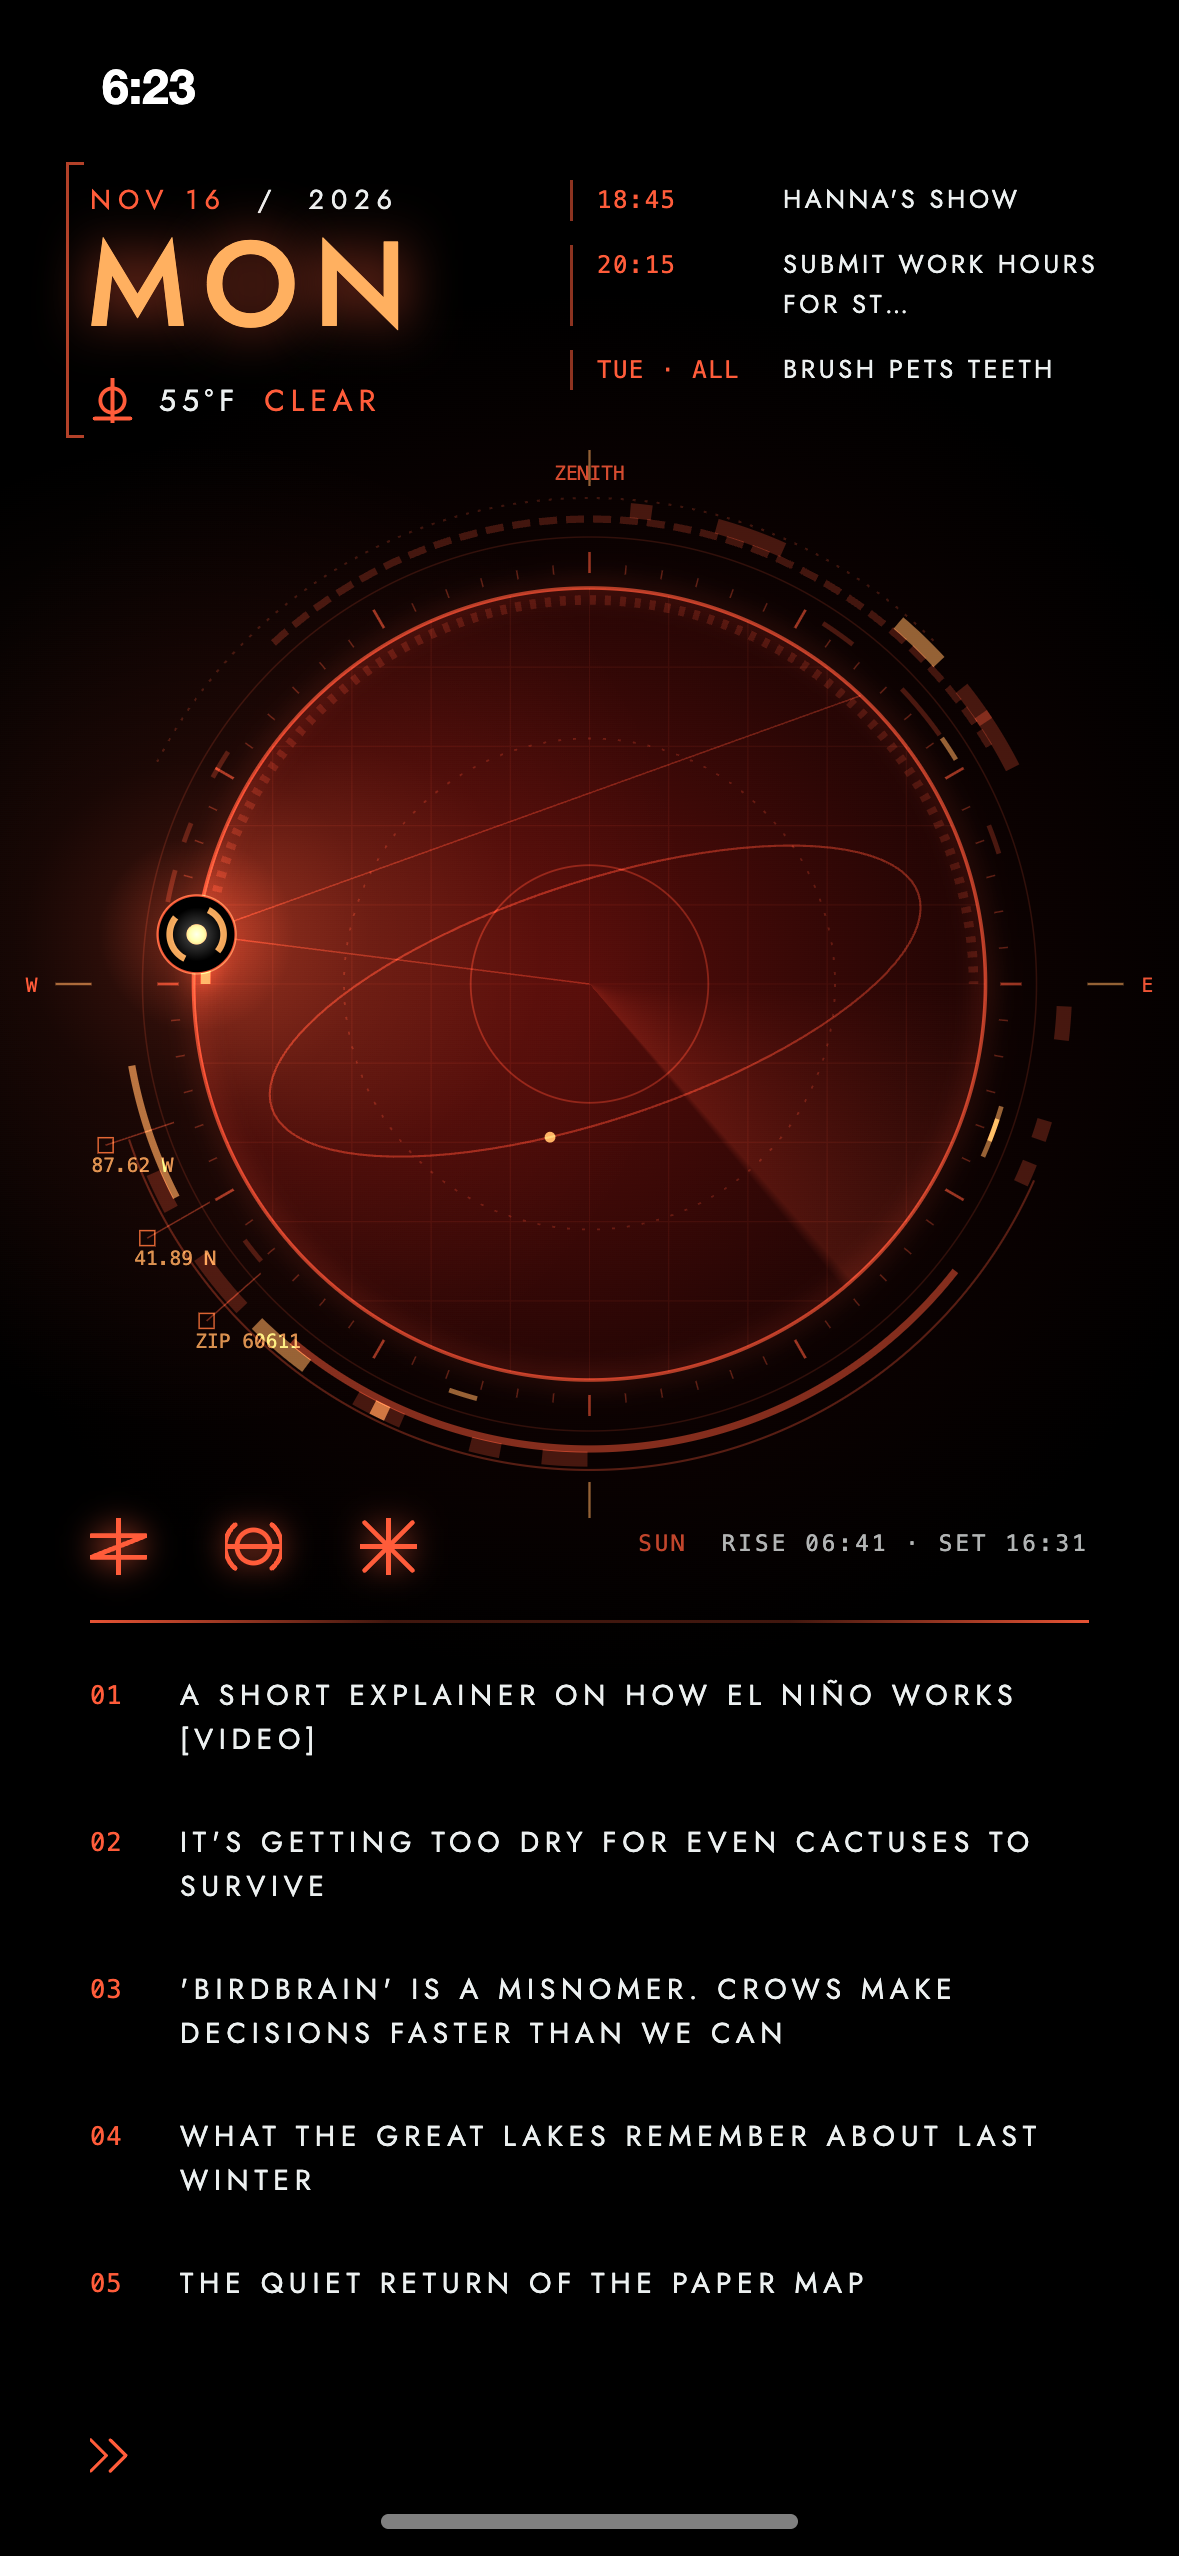 6:23
NOV 16 / 2026
MON
55°F CLEAR
18:45 HANNA'S SHOW
20:15 SUBMIT WORK HOURS
FOR ST...
TUE · ALL BRUSH PETS TEETH
ZENITH
W
E
87.62 W
41.89 N
ZIP 60611
SUN RISE 06:41 · SET 16:31
01 A SHORT EXPLAINER ON HOW EL NIÑO WORKS
[VIDEO]
02 IT'S GETTING TOO DRY FOR EVEN CACTUSES TO
SURVIVE
03 'BIRDBRAIN' IS A MISNOMER. CROWS MAKE
DECISIONS FASTER THAN WE CAN
04 WHAT THE GREAT LAKES REMEMBER ABOUT LAST
WINTER
05 THE QUIET RETURN OF THE PAPER MAP